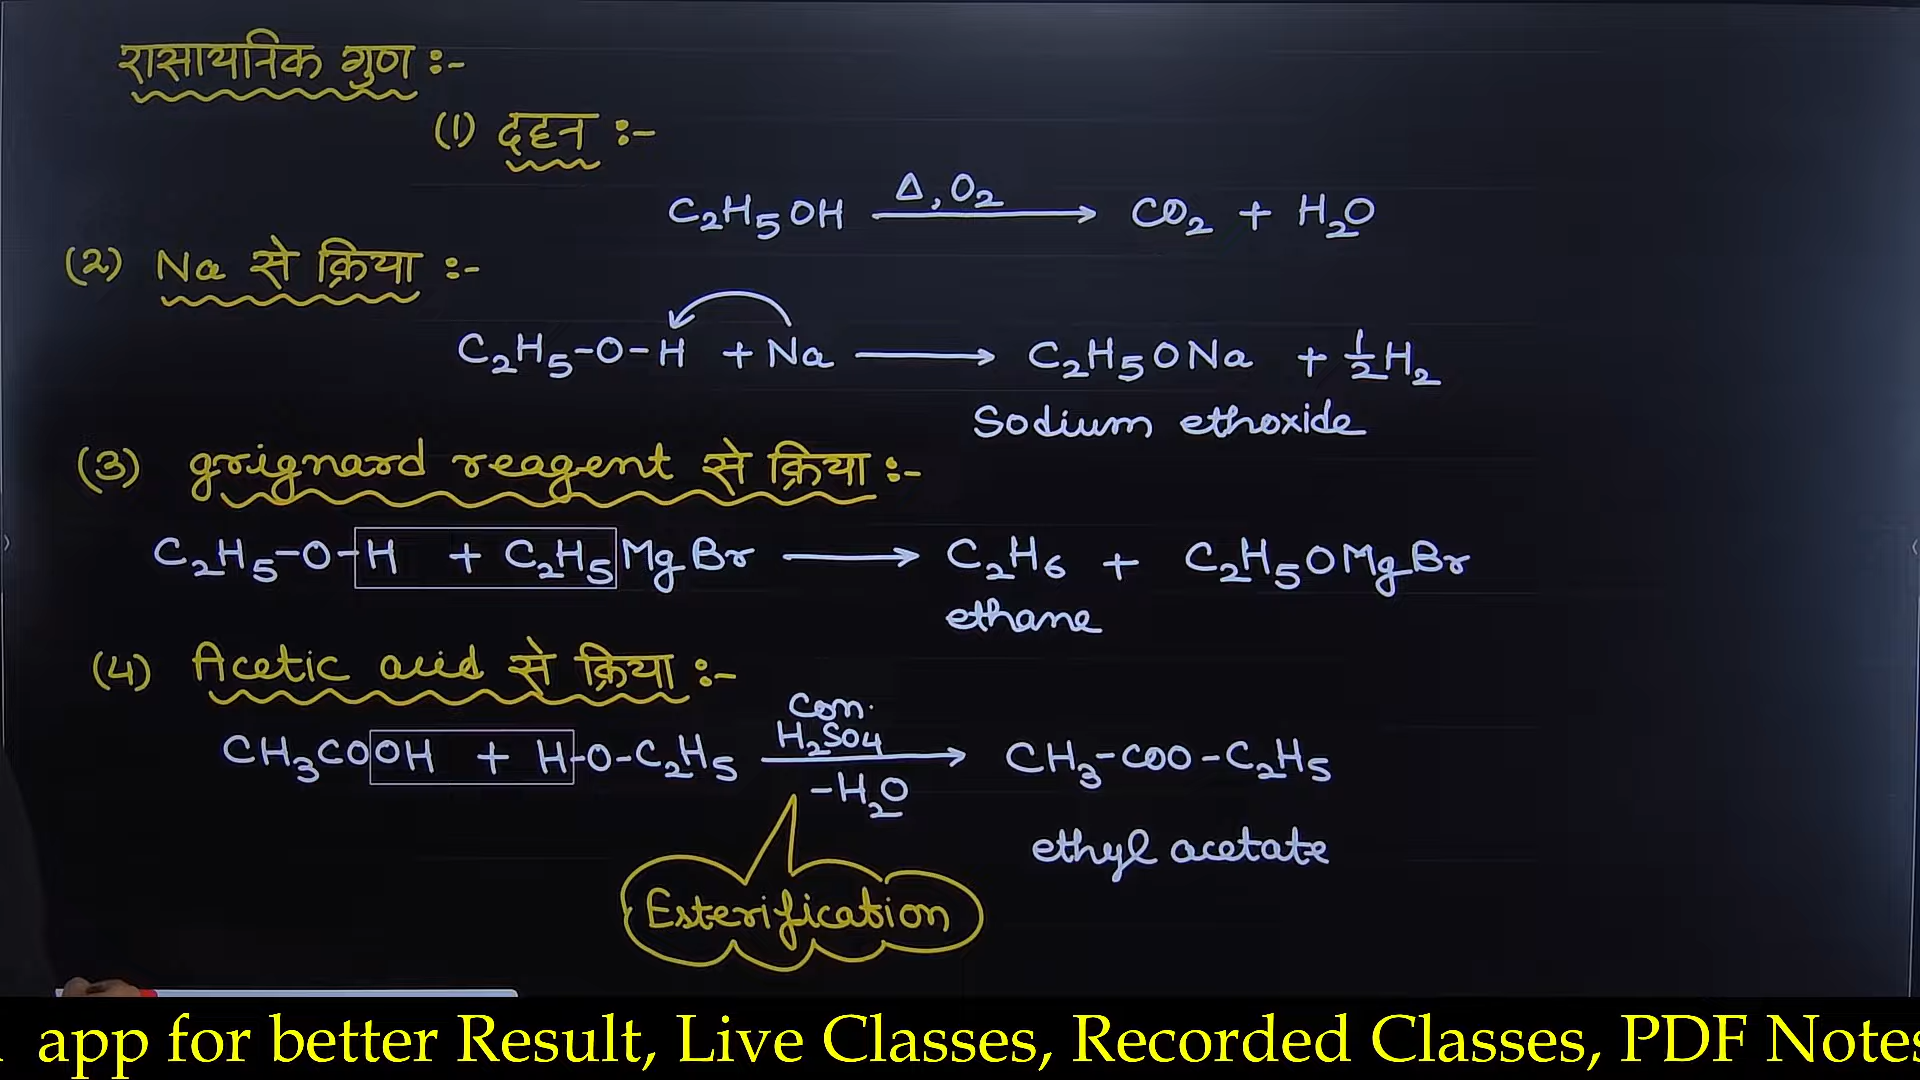 रासायनिक गुण :-
(1) दहन :-
C₂H₅OH —Δ, O₂→ CO₂ + H₂O
(2) Na से क्रिया :-
C₂H₅-O-H + Na → C₂H₅ONa + ½H₂
Sodium ethoxide
(3) grignard reagent से क्रिया :-
C₂H₅-O-H + C₂H₅MgBr → C₂H₆ + C₂H₅OMgBr
ethane
(4) Acetic acid से क्रिया :-
Con.
H₂SO₄
CH₃COOH + H-O-C₂H₅ → CH₃-COO-C₂H₅
-H₂O
ethyl acetate
Esterification
app for better Result, Live Classes, Recorded Classes, PDF Notes